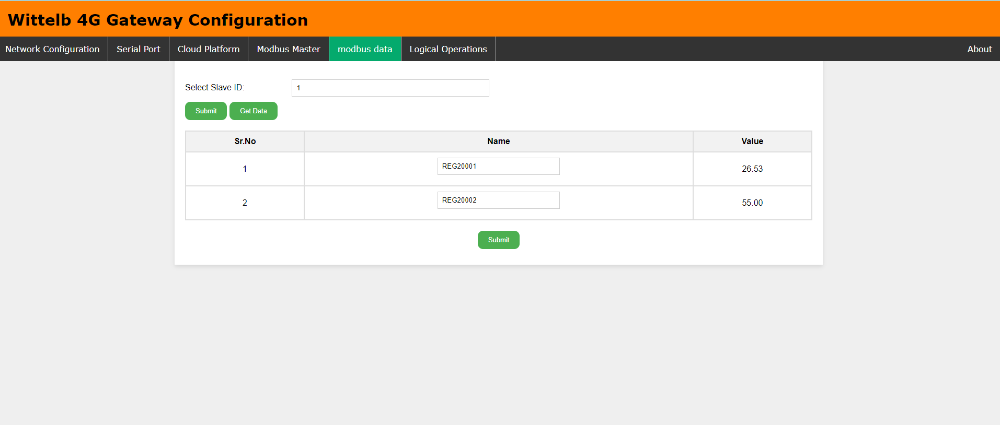 Wittelb 4G Gateway Configuration
Network Configuration Serial Port Cloud Platform Modbus Master modbus data Logical Operations About
Select Slave ID: 1
Submit Get Data
Sr.No Name Value
1 REG20001 26.53
2 REG20002 55.00
Submit